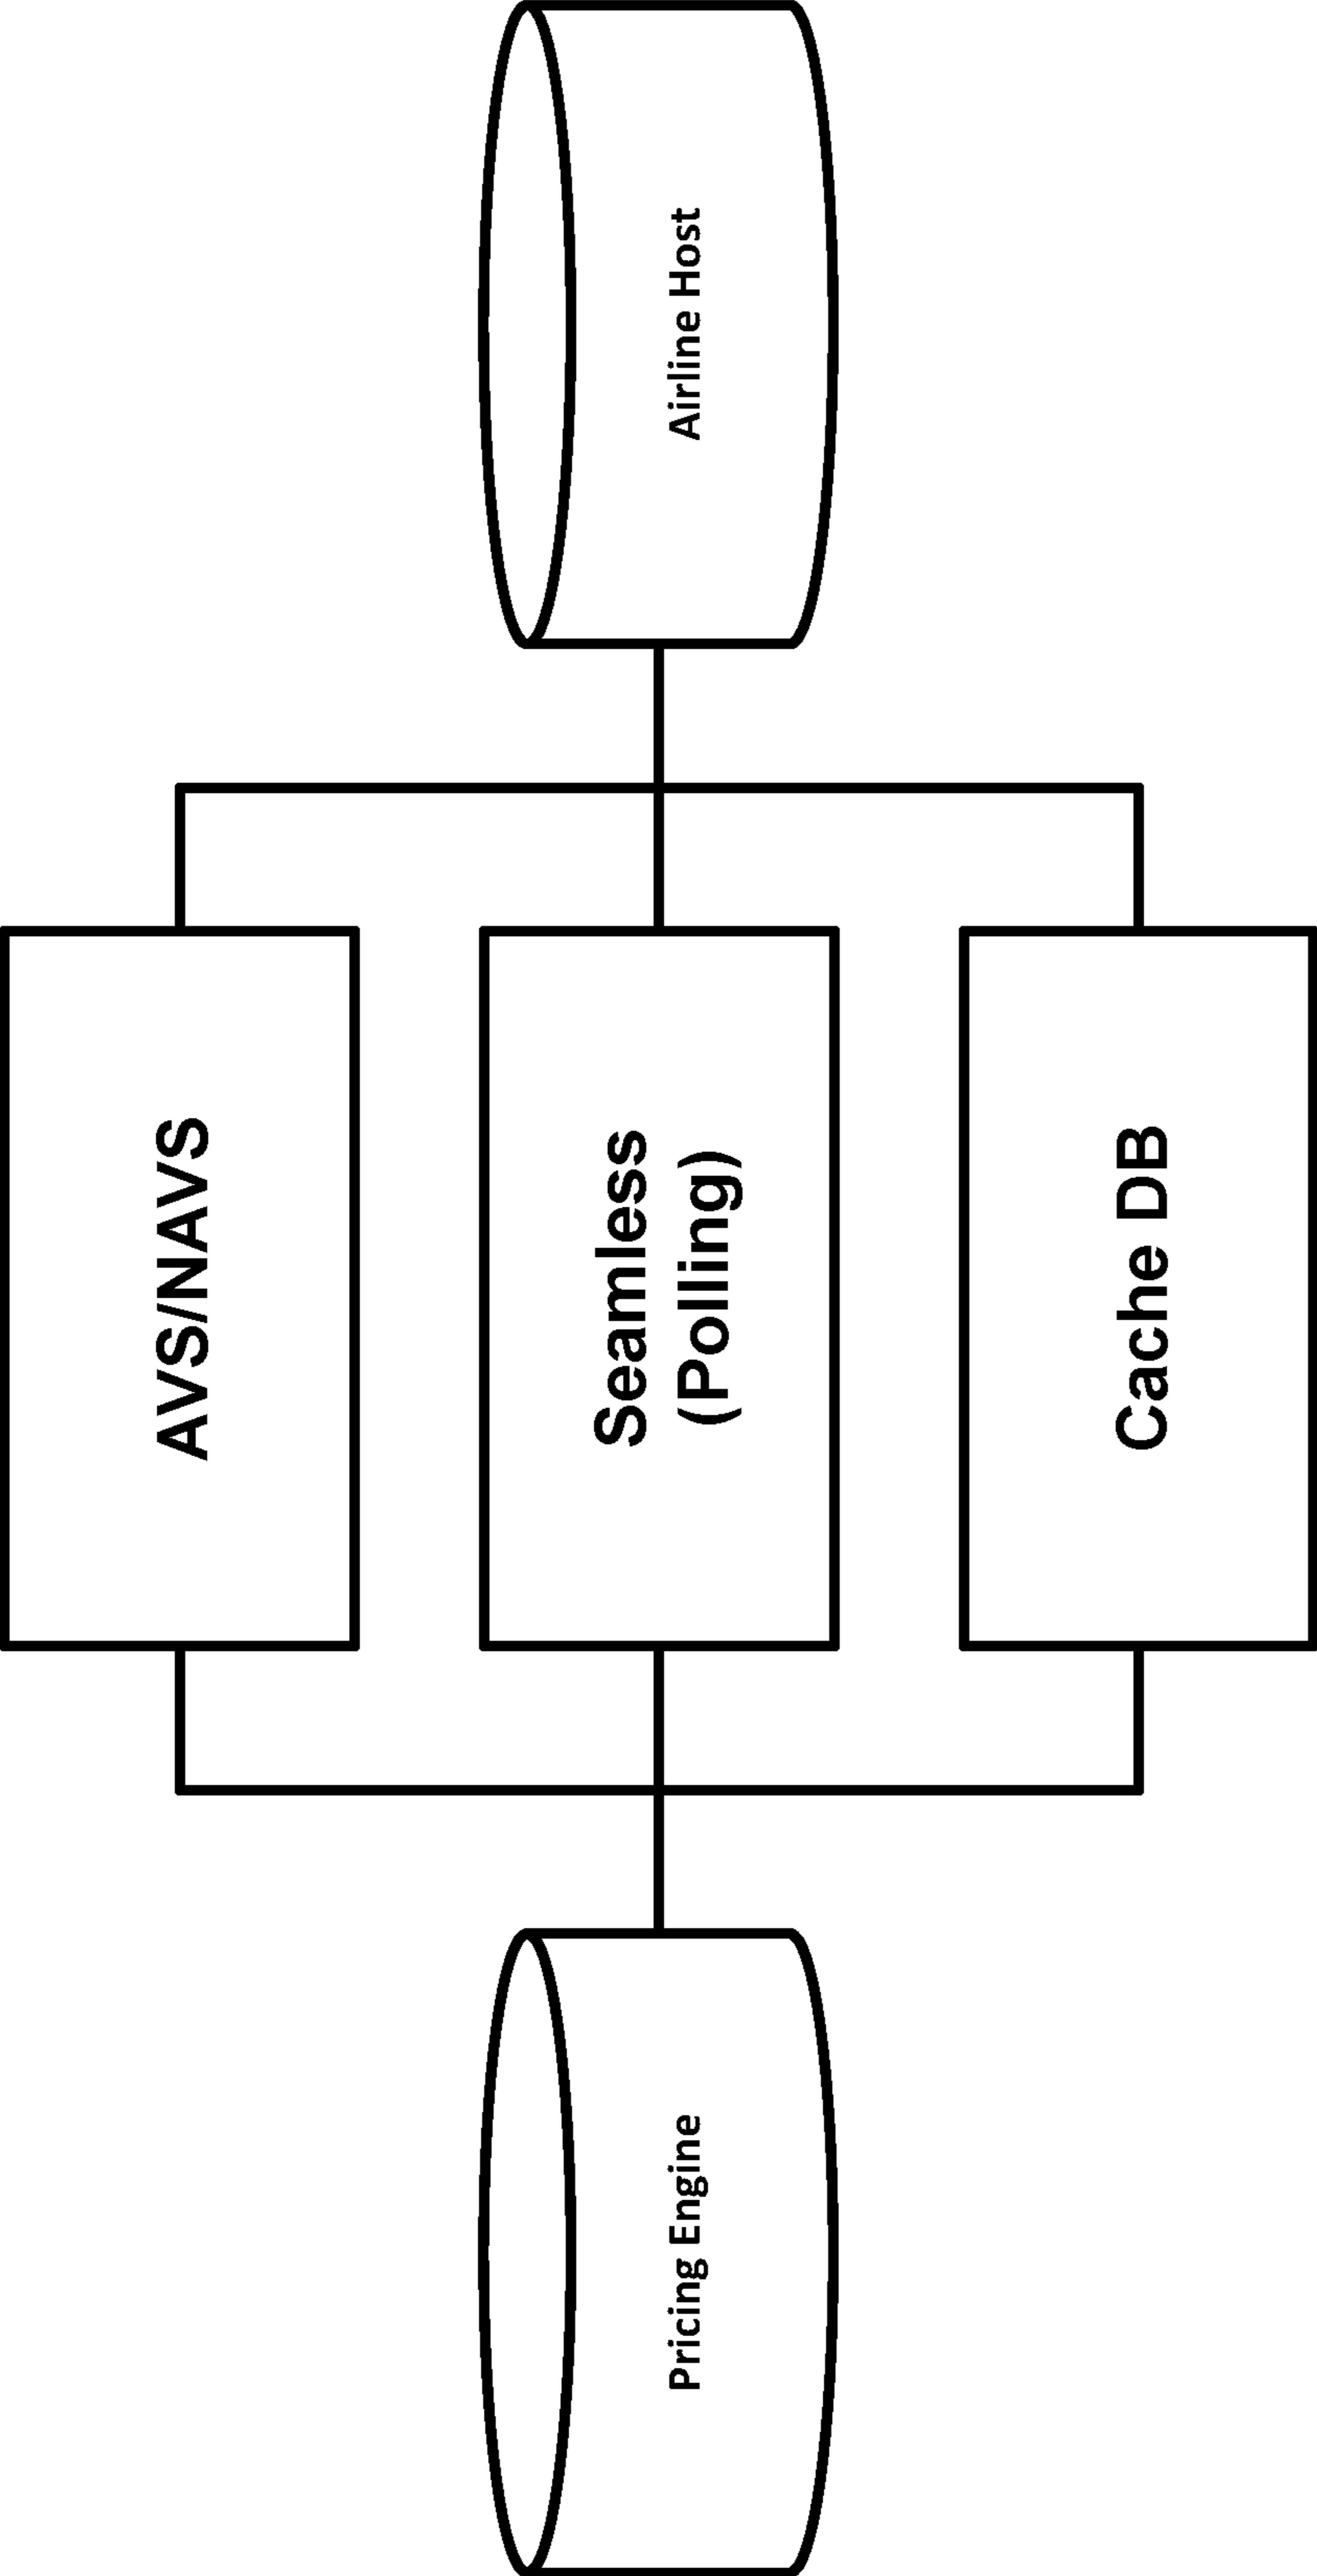 Pricing Engine
AVS/NAVS
Seamless
(Polling)
Cache DB
Airline Host